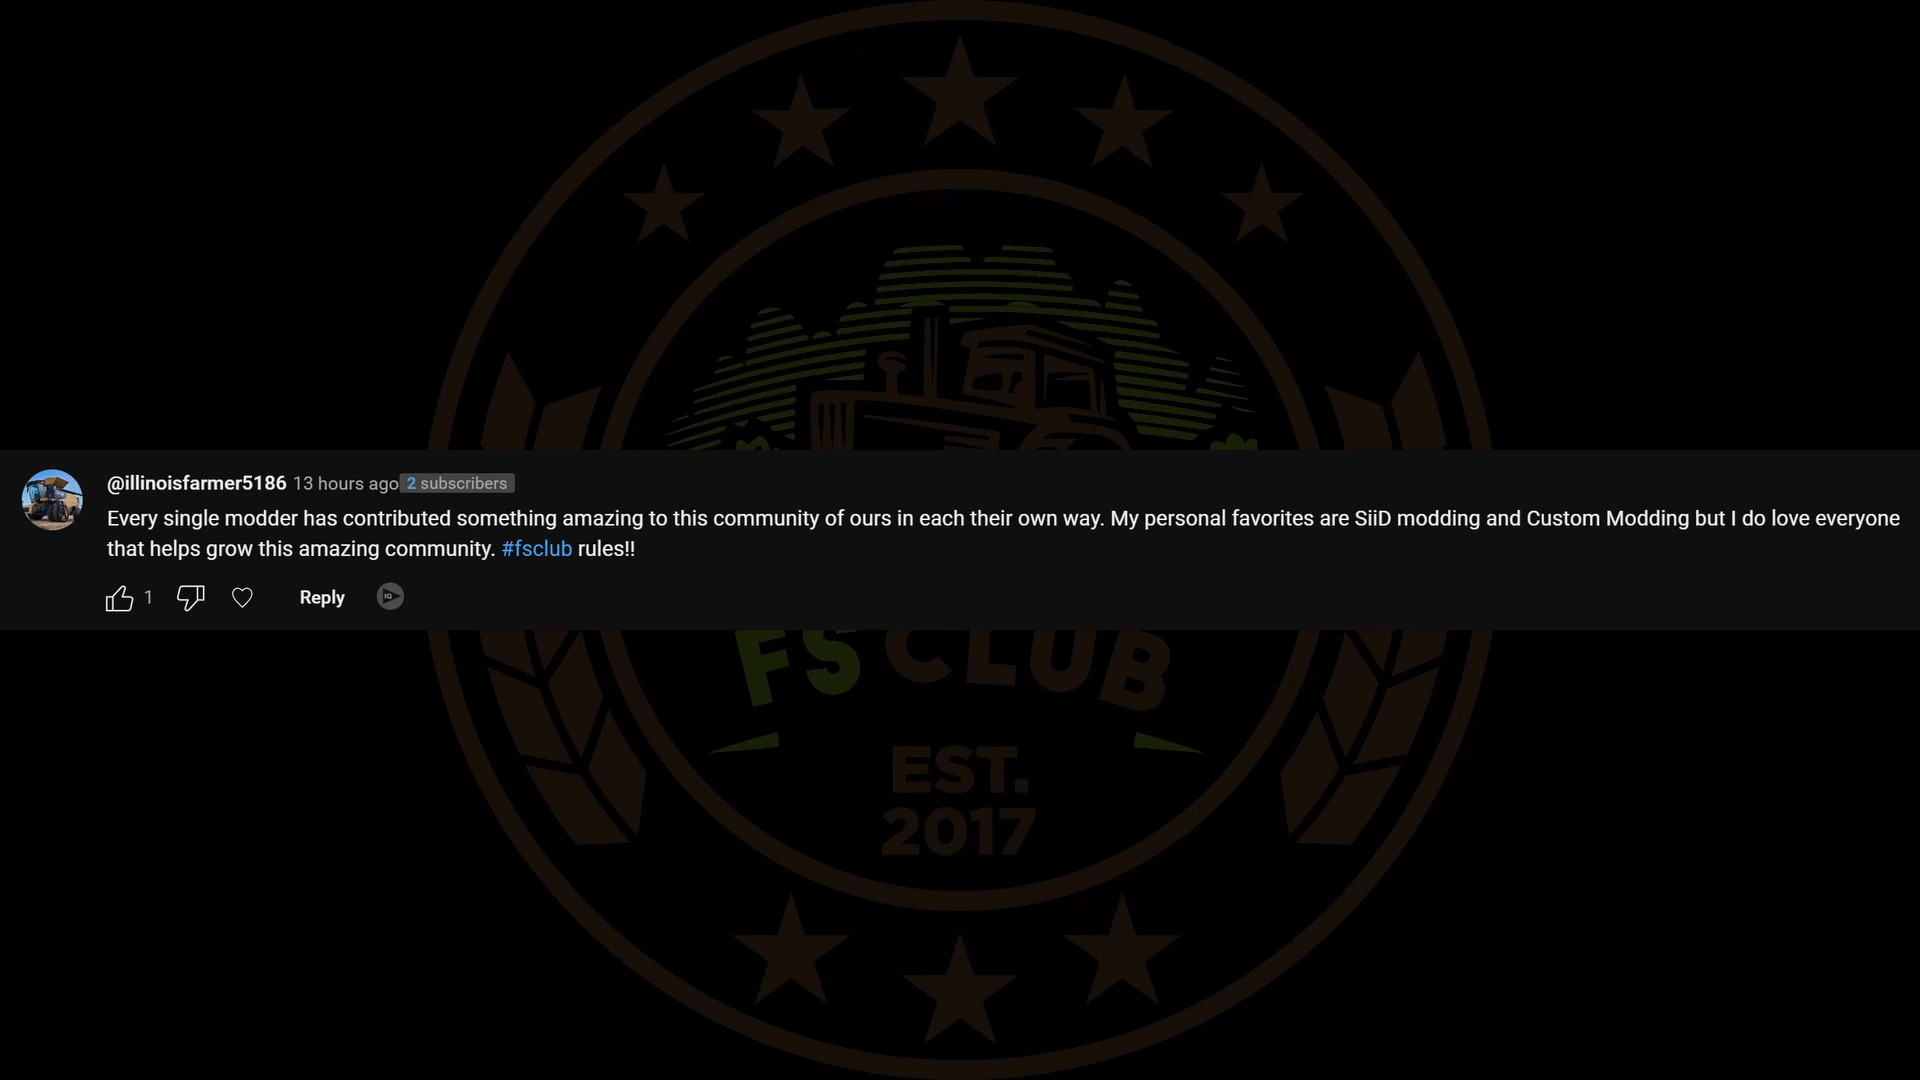 @illinoisfarmer5186 13 hours ago 2 subscribers
Every single modder has contributed something amazing to this community of ours in each their own way. My personal favorites are SiiD modding and Custom Modding but I do love everyone
that helps grow this amazing community. #fsclub rules!!
1 Reply
FS CLUB
EST.
2017